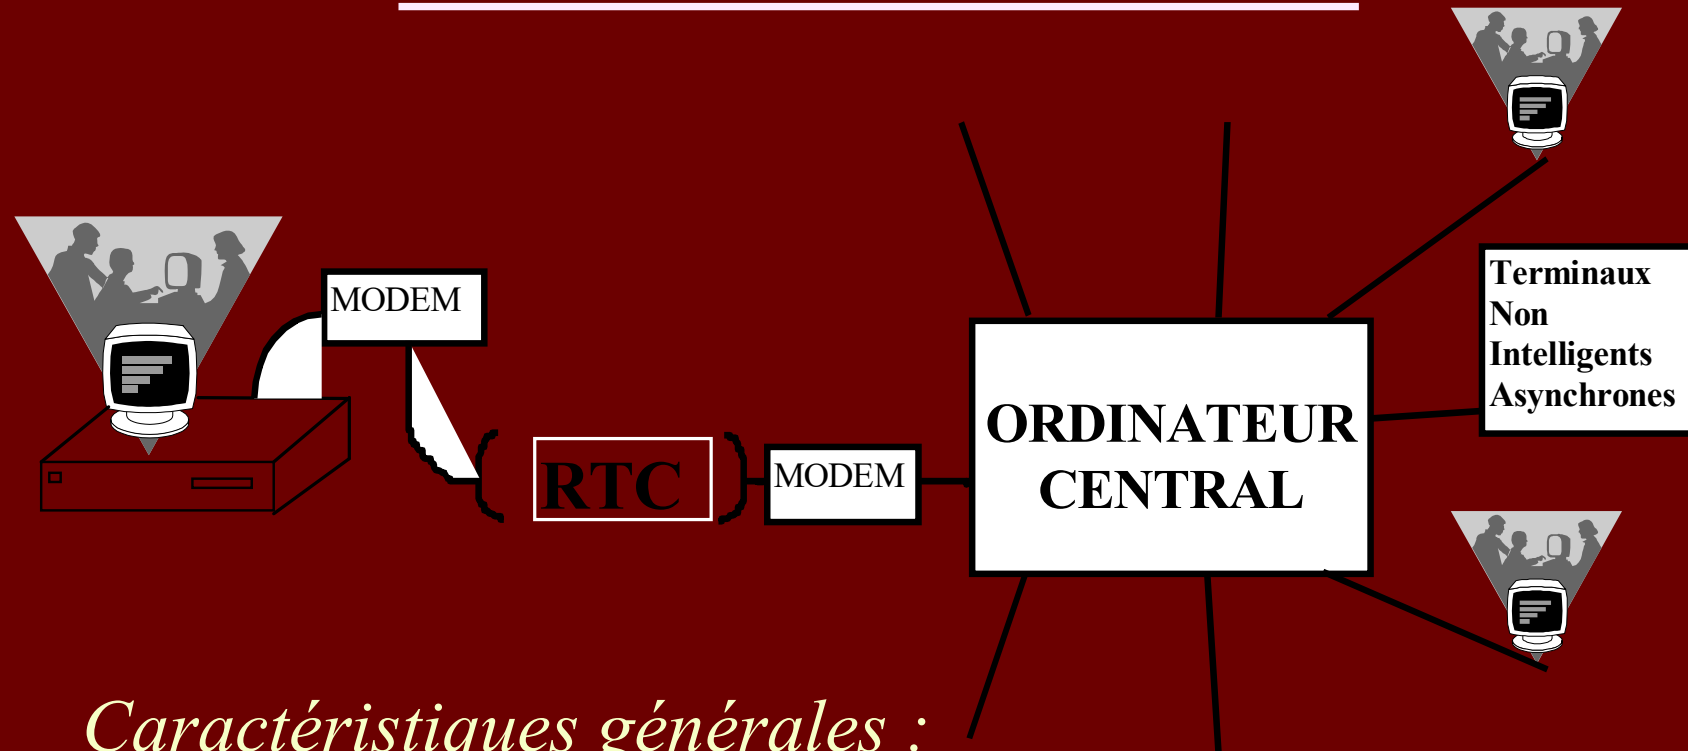 MODEM
Terminaux
Non
Intelligents
Asynchrones
ORDINATEUR
CENTRAL
RTC
MODEM
Caractéristiques générales :